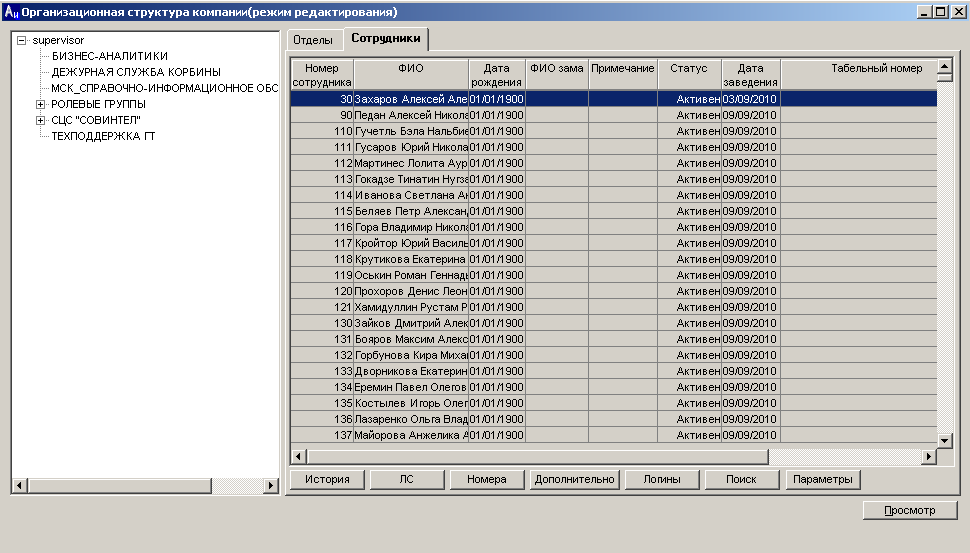 Ан Организационная структура компании(режим редактирования)
supervisor
БИЗНЕС-АНАЛИТИКИ
ДЕЖУРНАЯ СЛУЖБА КОРБИНЫ
МСК_СПРАВОЧНО-ИНФОРМАЦИОННОЕ ОБС
РОЛЕВЫЕ ГРУППЫ
СЦС "СОВИНТЕЛ"
ТЕХПОДДЕРЖКА ГТ
Отделы Сотрудники
Номер сотрудника ФИО Дата рождения ФИО зама Примечание Статус Дата заведения Табельный номер
30 Захаров Алексей Але 01/01/1900 Активен 03/09/2010
90 Педан Алексей Никола 01/01/1900 Активен 09/09/2010
110 Гучетль Бэла Нальбие 01/01/1900 Активен 09/09/2010
111 Гусаров Юрий Никола 01/01/1900 Активен 09/09/2010
112 Мартинес Лолита Аур 01/01/1900 Активен 09/09/2010
113 Гокадзе Тинатин Нугза 01/01/1900 Активен 09/09/2010
114 Иванова Светлана Ан 01/01/1900 Активен 09/09/2010
115 Беляев Петр Алексан 01/01/1900 Активен 09/09/2010
116 Гора Владимир Никола 01/01/1900 Активен 09/09/2010
117 Кройтор Юрий Василь 01/01/1900 Активен 09/09/2010
118 Крутикова Екатерина 01/01/1900 Активен 09/09/2010
119 Оськин Роман Геннадь 01/01/1900 Активен 09/09/2010
120 Прохоров Денис Леон 01/01/1900 Активен 09/09/2010
121 Хамидуллин Рустам Р 01/01/1900 Активен 09/09/2010
130 Зайков Дмитрий Алек 01/01/1900 Активен 09/09/2010
131 Бояров Максим Алекс 01/01/1900 Активен 09/09/2010
132 Горбунова Кира Миха 01/01/1900 Активен 09/09/2010
133 Дворникова Екатерин 01/01/1900 Активен 09/09/2010
134 Еремин Павел Олегов 01/01/1900 Активен 09/09/2010
135 Костылев Игорь Олег 01/01/1900 Активен 09/09/2010
136 Лазаренко Ольга Влад 01/01/1900 Активен 09/09/2010
137 Майорова Анжелика А 01/01/1900 Активен 09/09/2010
История ЛС Номера Дополнительно Логины Поиск Параметры
Просмотр